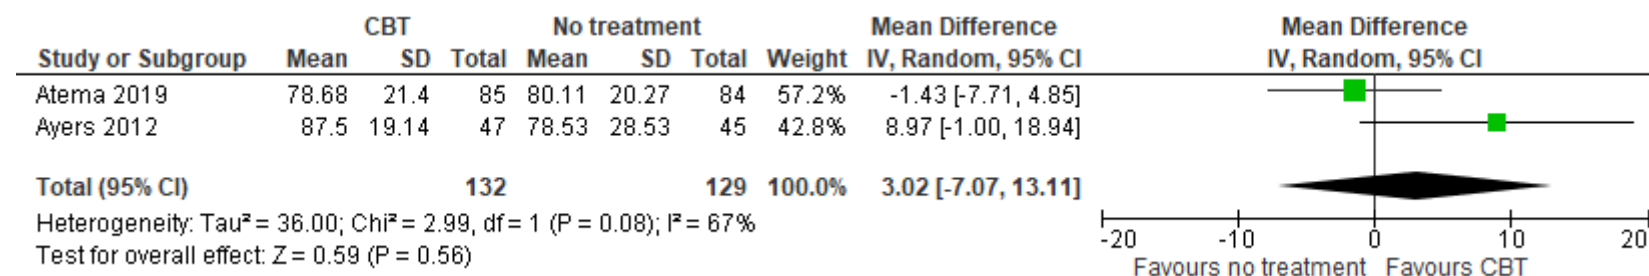 CBT No treatment Mean Difference Mean Difference
Study or Subgroup Mean SD Total Mean SD Total Weight IV, Random, 95% CI IV, Random, 95% CI
Atema 2019 78.68 21.4 85 80.11 20.27 84 57.2% -1.43 [-7.71, 4.85]
Ayers 2012 87.5 19.14 47 78.53 28.53 45 42.8% 8.97 [-1.00, 18.94]
Total (95% CI) 132 129 100.0% 3.02 [-7.07, 13.11]
Heterogeneity: Tau² = 36.00; Chi² = 2.99, df = 1 (P = 0.08); I² = 67%
Test for overall effect: Z = 0.59 (P = 0.56)
-20 -10 0 10 20
Favours no treatment Favours CBT